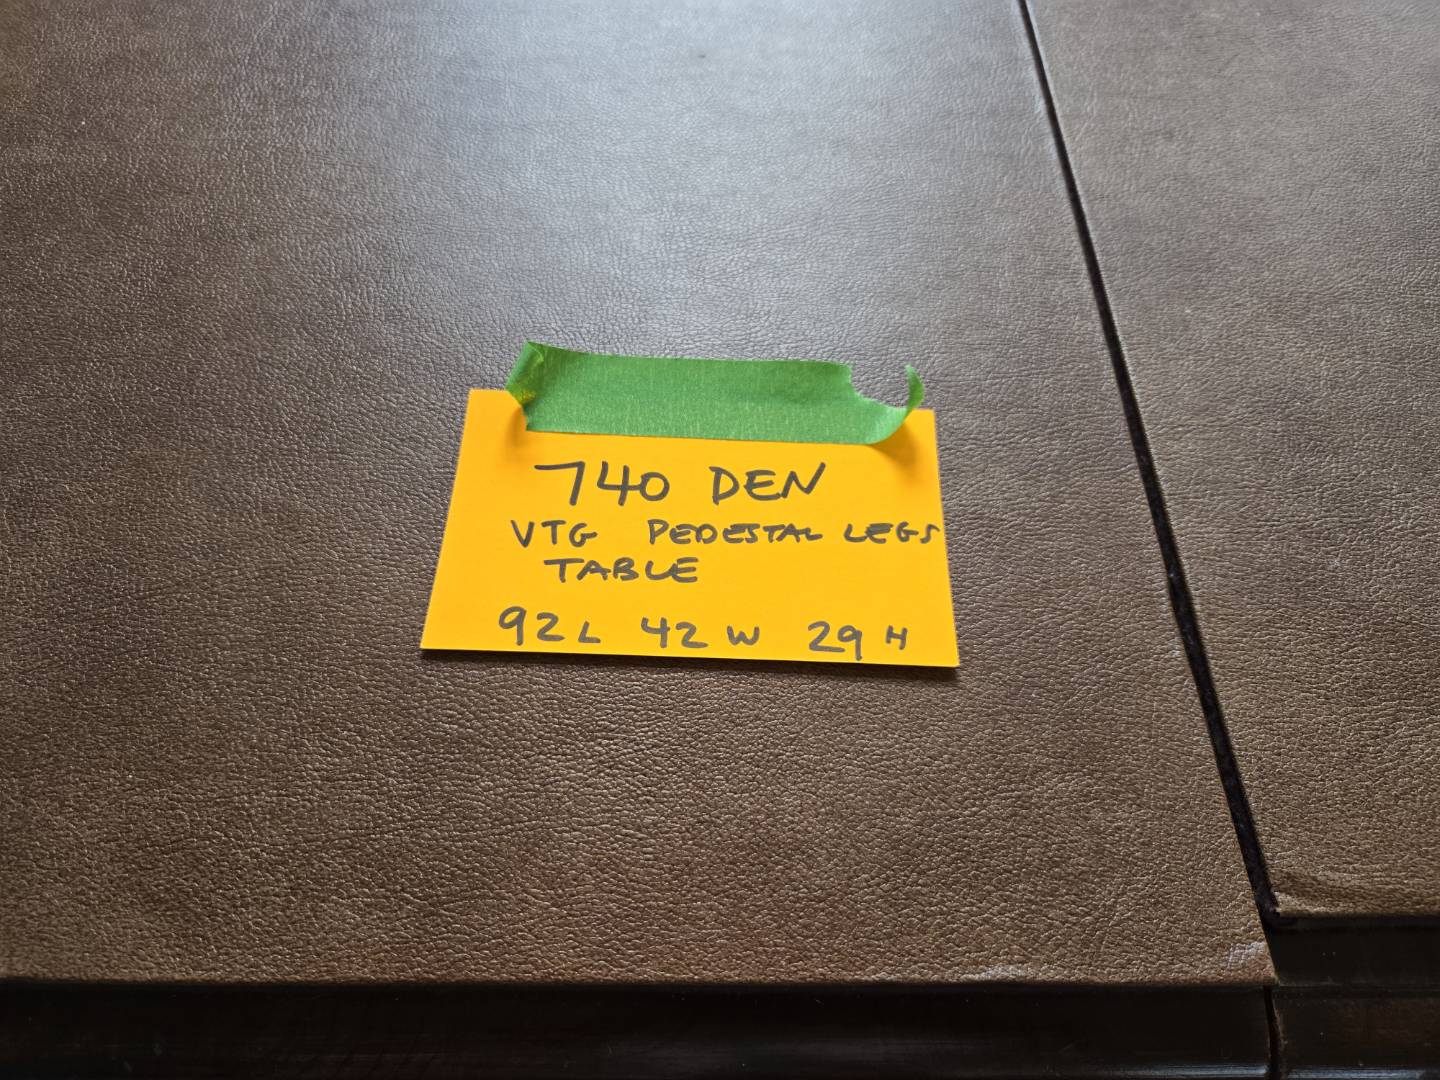 740 DEN
VTG PEDESTAL LEGS
TABLE
92L 42W 29H